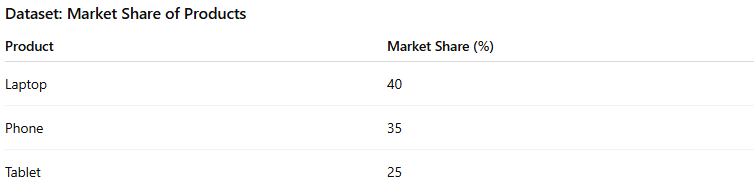 Dataset: Market Share of Products
Product Market Share (%)
Laptop 40
Phone 35
Tablet 25